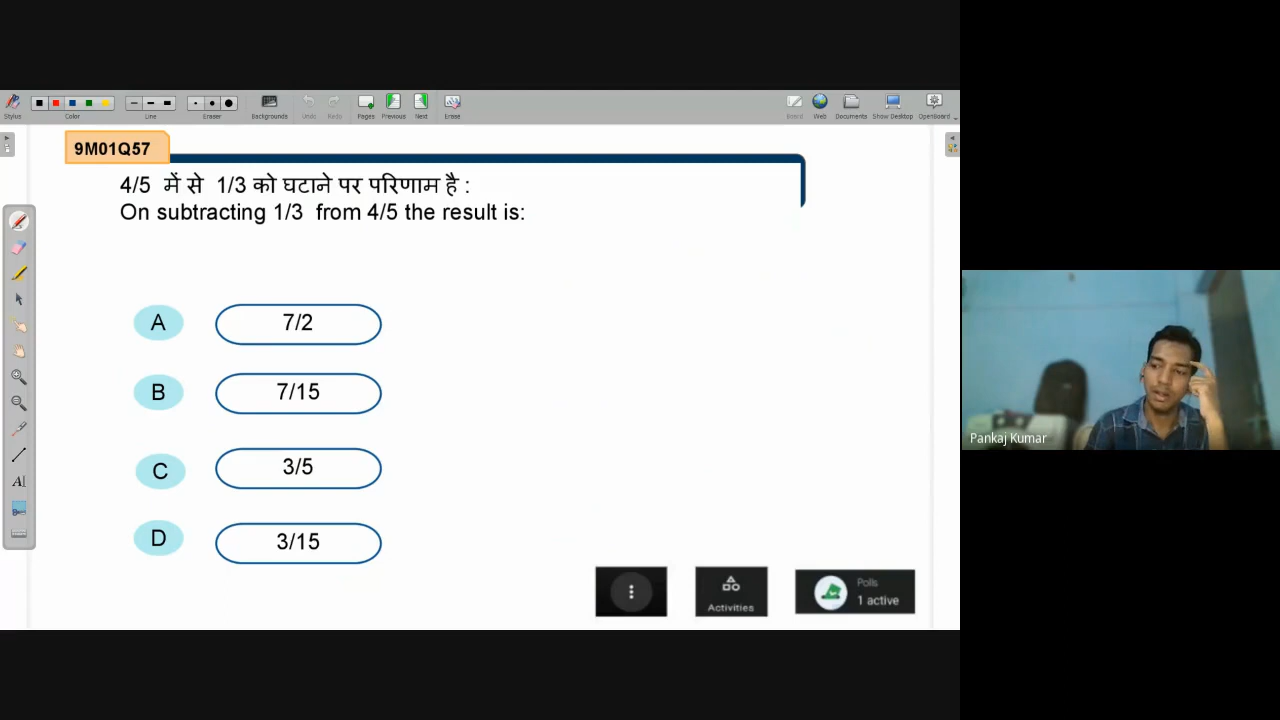 Stylus
Color
Line
Eraser
Backgrounds
Undo
Redo
Pages
Previous
Next
Erase
Board
Web
Documents
Show Desktop
OpenBoard
9M01Q57
4/5 में से 1/3 को घटाने पर परिणाम है :
On subtracting 1/3 from 4/5 the result is:
A 7/2
B 7/15
C 3/5
D 3/15
AI
Activities
Polls
1 active
Pankaj Kumar